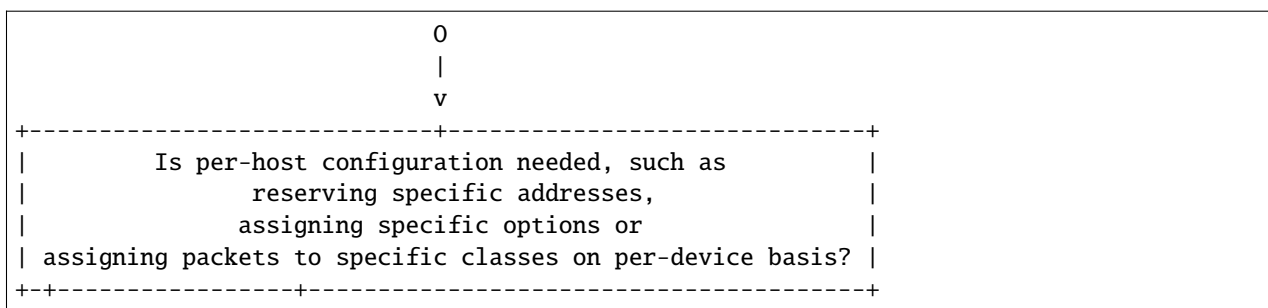 O
                              |
                              v
+-----------------------------+------------------------------+
|         Is per-host configuration needed, such as          |
|                reserving specific addresses,               |
|               assigning specific options or                |
| assigning packets to specific classes on per-device basis? |
+-+-----------------+----------------------------------------+